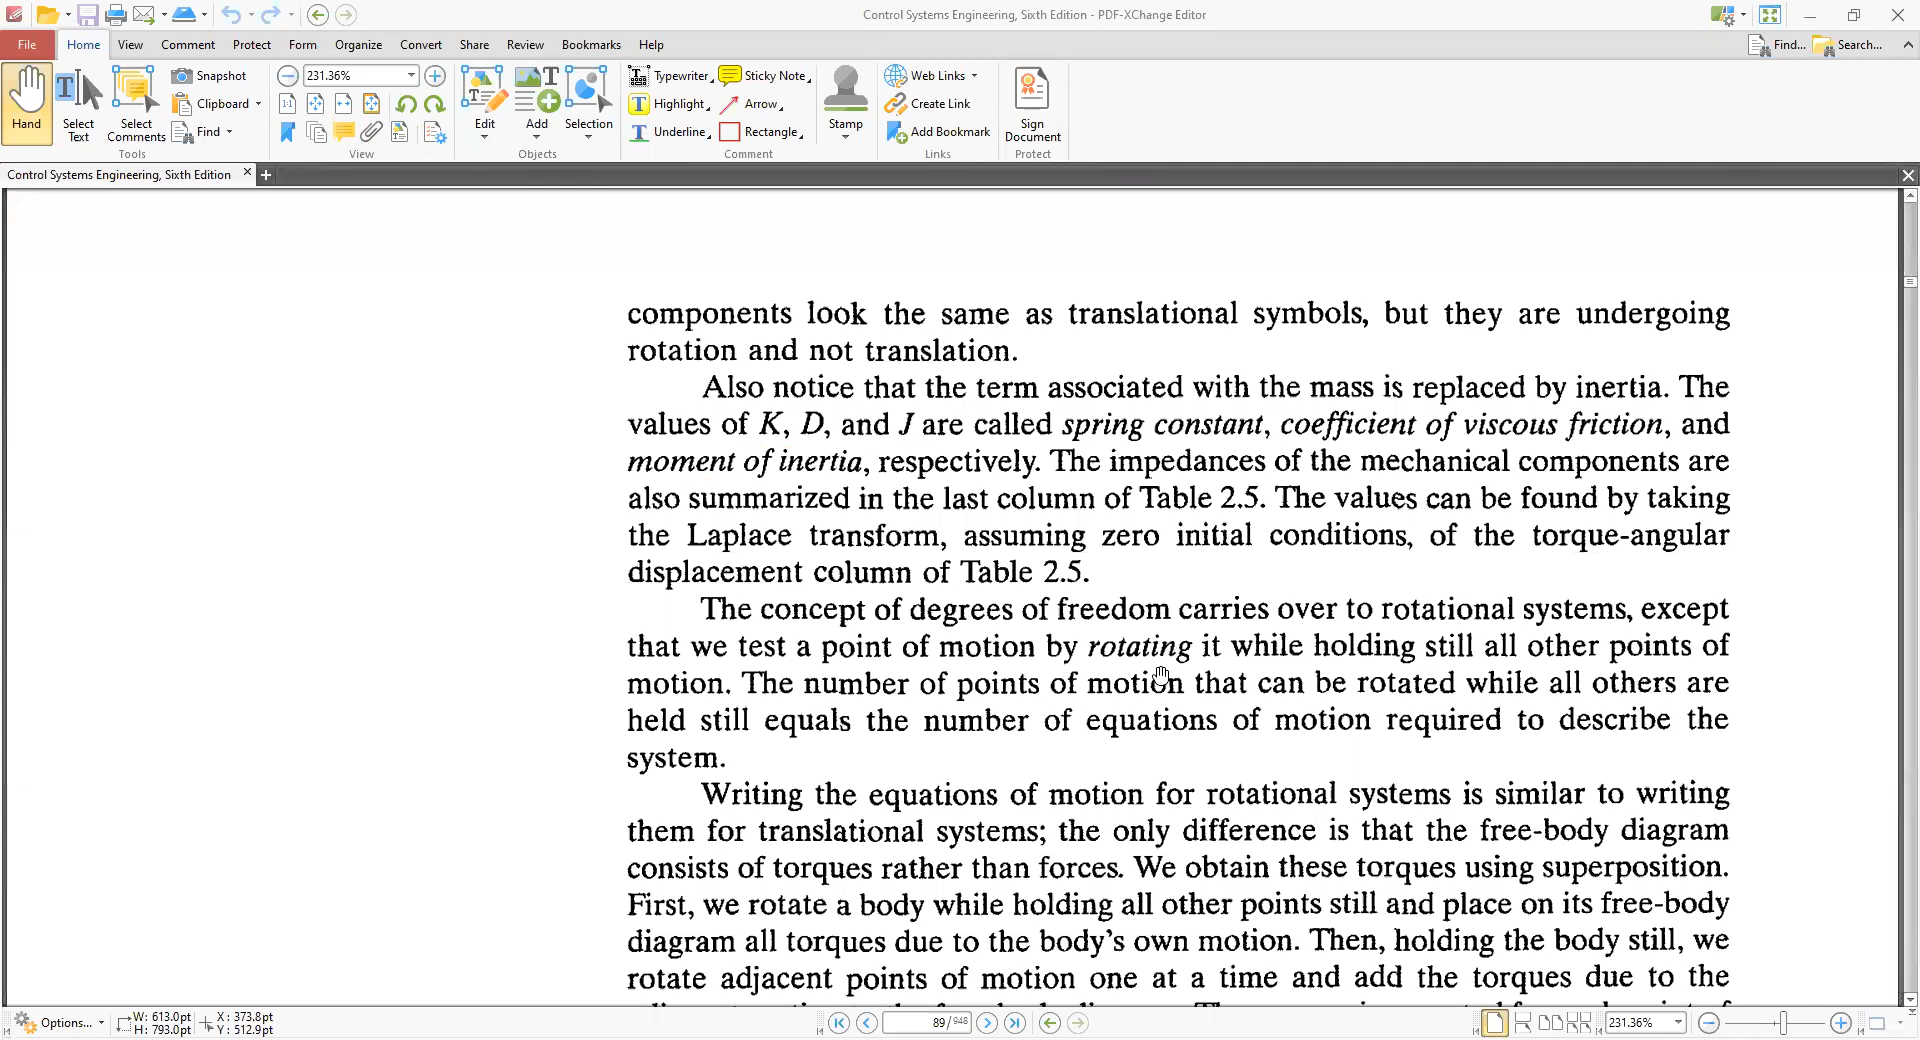 Control Systems Engineering, Sixth Edition - PDF-XChange Editor
File Home View Comment Protect Form Organize Convert Share Review Bookmarks Help Find... Search...
Hand
Select Text
Select Comments
Tools
Snapshot
Clipboard
Find
231.36%
View
Edit
Add
Selection
Objects
Typewriter
Highlight
Underline
Sticky Note
Arrow
Rectangle
Stamp
Comment
Web Links
Create Link
Add Bookmark
Links
Sign Document
Protect
Control Systems Engineering, Sixth Edition
components look the same as translational symbols, but they are undergoing
rotation and not translation.
Also notice that the term associated with the mass is replaced by inertia. The
values of K, D, and J are called spring constant, coefficient of viscous friction, and
moment of inertia, respectively. The impedances of the mechanical components are
also summarized in the last column of Table 2.5. The values can be found by taking
the Laplace transform, assuming zero initial conditions, of the torque-angular
displacement column of Table 2.5.
The concept of degrees of freedom carries over to rotational systems, except
that we test a point of motion by rotating it while holding still all other points of
motion. The number of points of motion that can be rotated while all others are
held still equals the number of equations of motion required to describe the
system.
Writing the equations of motion for rotational systems is similar to writing
them for translational systems; the only difference is that the free-body diagram
consists of torques rather than forces. We obtain these torques using superposition.
First, we rotate a body while holding all other points still and place on its free-body
diagram all torques due to the body's own motion. Then, holding the body still, we
rotate adjacent points of motion one at a time and add the torques due to the
Options... W: 613.0pt X: 373.8pt 89/948 231.36%
H: 793.0pt Y: 512.9pt